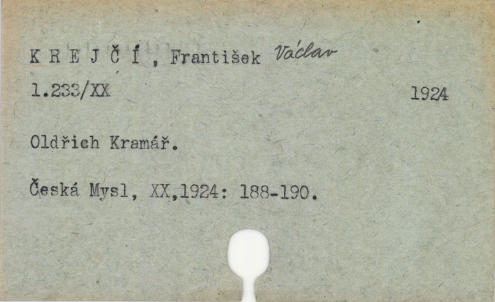 K R E J Č Í , František Václav
1.233/XX 1924
Oldřich Kramář.
Česká Mysl, XX,1924: 188-190.